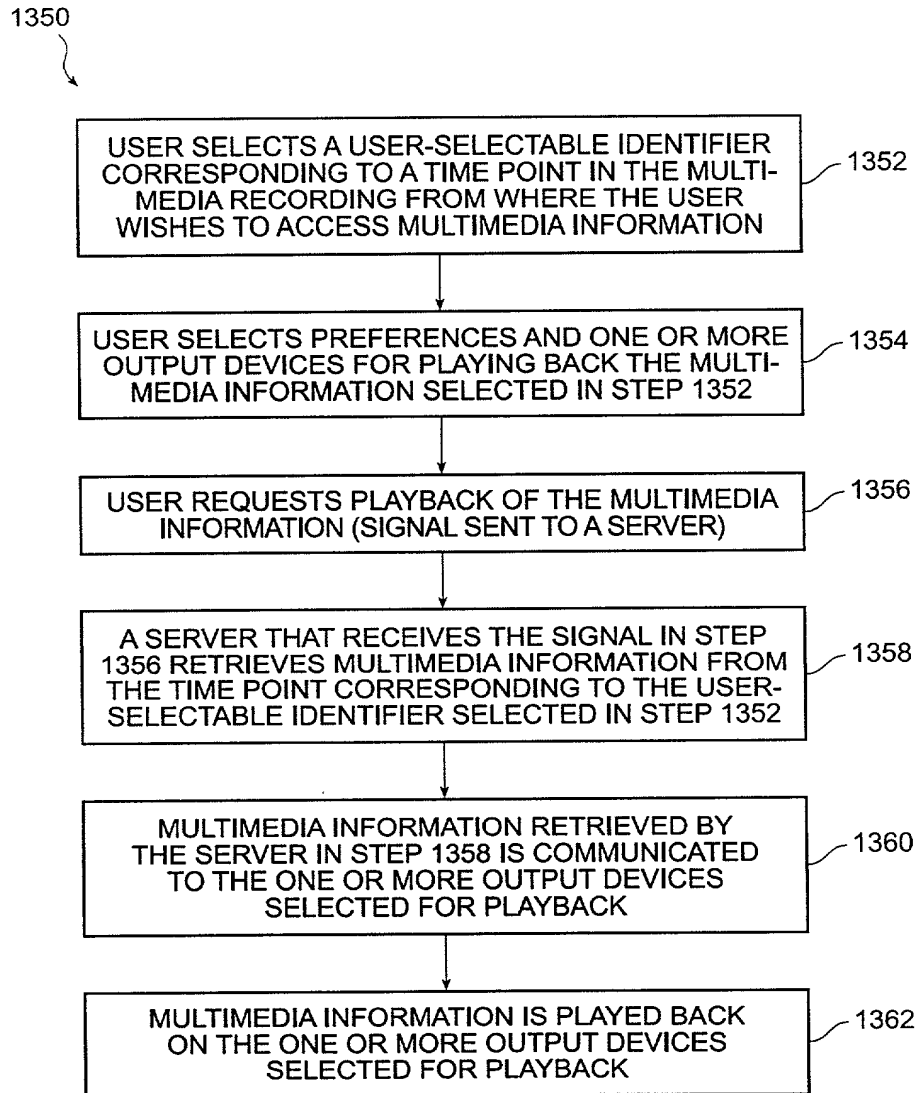 1350
USER SELECTS A USER-SELECTABLE IDENTIFIER
CORRESPONDING TO A TIME POINT IN THE MULTI-
MEDIA RECORDING FROM WHERE THE USER
WISHES TO ACCESS MULTIMEDIA INFORMATION
1352
USER SELECTS PREFERENCES AND ONE OR MORE
OUTPUT DEVICES FOR PLAYING BACK THE MULTI-
MEDIA INFORMATION SELECTED IN STEP 1352
1354
USER REQUESTS PLAYBACK OF THE MULTIMEDIA
INFORMATION (SIGNAL SENT TO A SERVER)
1356
A SERVER THAT RECEIVES THE SIGNAL IN STEP
1356 RETRIEVES MULTIMEDIA INFORMATION FROM
THE TIME POINT CORRESPONDING TO THE USER-
SELECTABLE IDENTIFIER SELECTED IN STEP 1352
1358
MULTIMEDIA INFORMATION RETRIEVED BY
THE SERVER IN STEP 1358 IS COMMUNICATED
TO THE ONE OR MORE OUTPUT DEVICES
SELECTED FOR PLAYBACK
1360
MULTIMEDIA INFORMATION IS PLAYED BACK
ON THE ONE OR MORE OUTPUT DEVICES
SELECTED FOR PLAYBACK
1362